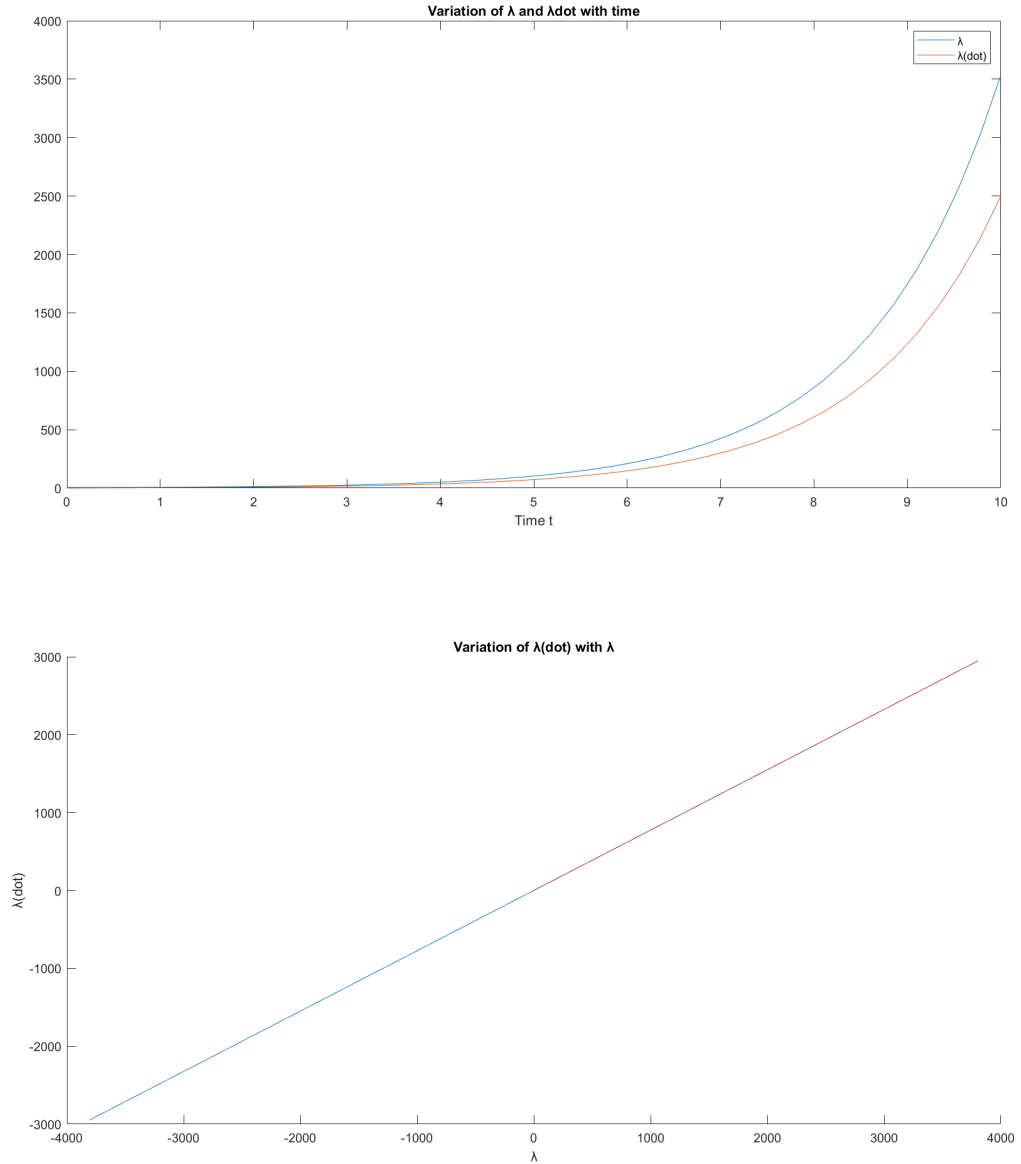 Variation of λ and λdot with time
4000
3500
3000
2500
2000
1500
1000
500
0
λ
λ(dot)
0 1 2 3 4 5 6 7 8 9 10
Time t
Variation of λ(dot) with λ
3000
2000
1000
0
-1000
-2000
-3000
λ(dot)
-4000 -3000 -2000 -1000 0 1000 2000 3000 4000
λ